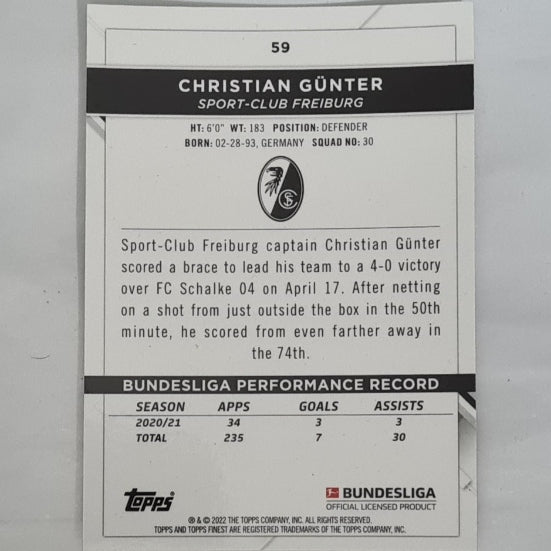 59
CHRISTIAN GÜNTER
SPORT-CLUB FREIBURG
HT: 6'0" WT: 183 POSITION: DEFENDER
BORN: 02-28-93, GERMANY SQUAD NO: 30
SC
Sport-Club Freiburg captain Christian Günter
scored a brace to lead his team to a 4-0 victory
over FC Schalke 04 on April 17. After netting
on a shot from just outside the box in the 50th
minute, he scored from even farther away in
the 74th.
BUNDESLIGA PERFORMANCE RECORD
SEASON APPS GOALS ASSISTS
2020/21 34 3 3
TOTAL 235 7 30
topps
BUNDESLIGA
OFFICIAL LICENSED PRODUCT
® & © 2022 THE TOPPS COMPANY, INC. ALL RIGHTS RESERVED.
TOPPS AND TOPPS FINEST ARE REGISTERED TRADEMARKS OF THE TOPPS COMPANY, INC.